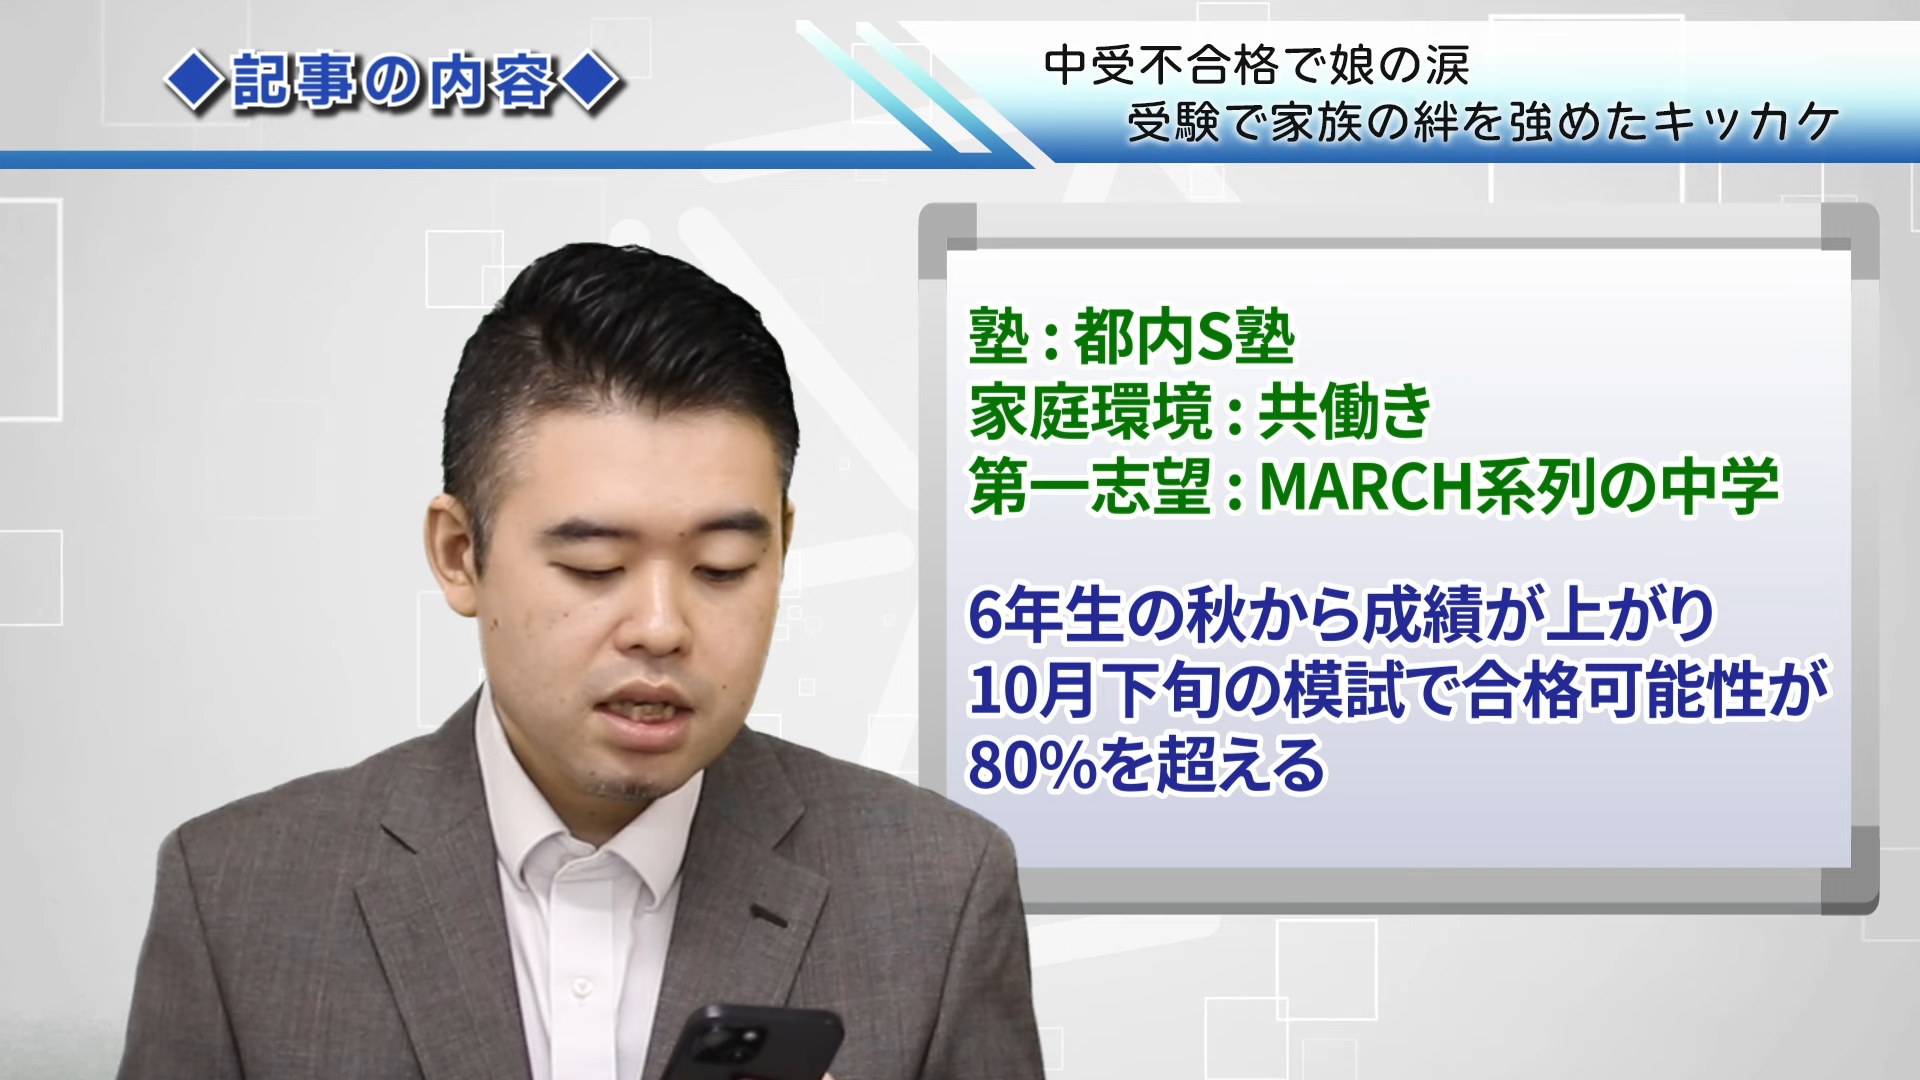 ◆記事の内容◆
中受不合格で娘の涙
受験で家族の絆を強めたキッカケ
塾：都内S塾
家庭環境：共働き
第一志望：MARCH系列の中学
6年生の秋から成績が上がり
10月下旬の模試で合格可能性が
80%を超える